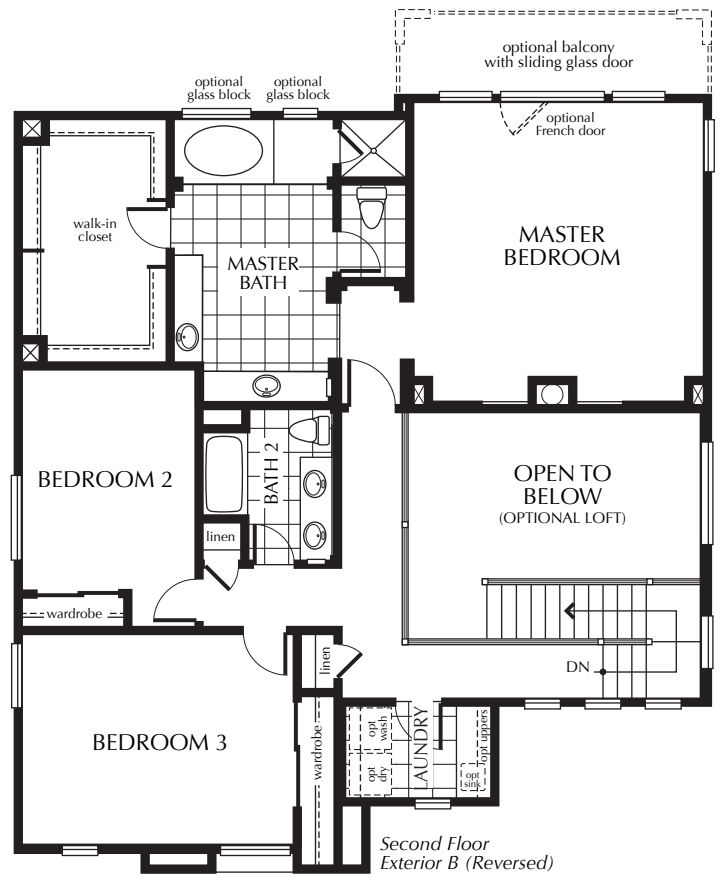 optional balcony
with sliding glass door
optional
glass block
optional
glass block
optional
French door
walk-in
closet
MASTER
BATH
MASTER
BEDROOM
BEDROOM 2
BATH 2
linen
OPEN TO
BELOW
(OPTIONAL LOFT)
wardrobe
linen
DN
BEDROOM 3
wardrobe
opt
wash
opt
dry
LAUNDRY
opt uppers
opt
sink
Second Floor
Exterior B (Reversed)